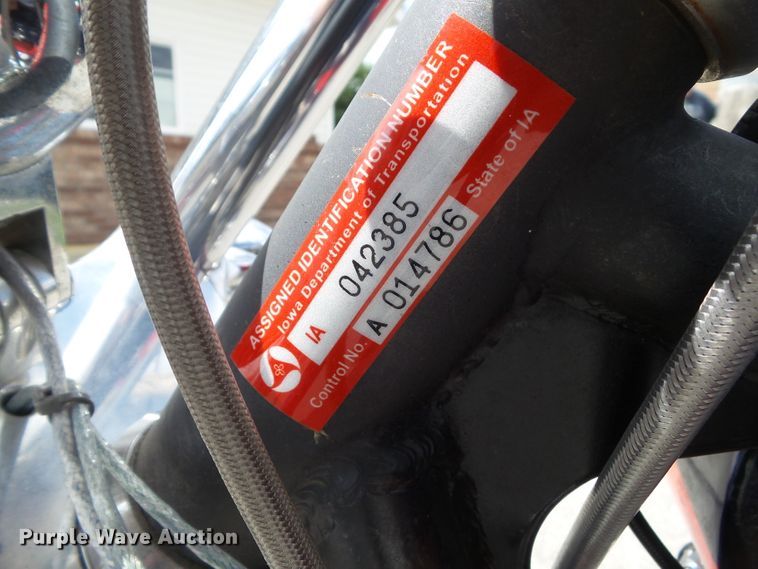 ASSIGNED IDENTIFICATION NUMBER
Iowa Department of Transportation
IA 042385
Control No. A 014786 State of IA
Purple Wave Auction